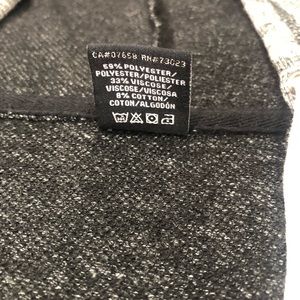 CA#07658 RN#73023
59% POLYESTER/
POLYESTER/POLIESTER
33% VISCOSE/
VISCOSE/VISCOSA
8% COTTON/
COTON/ALGODÓN